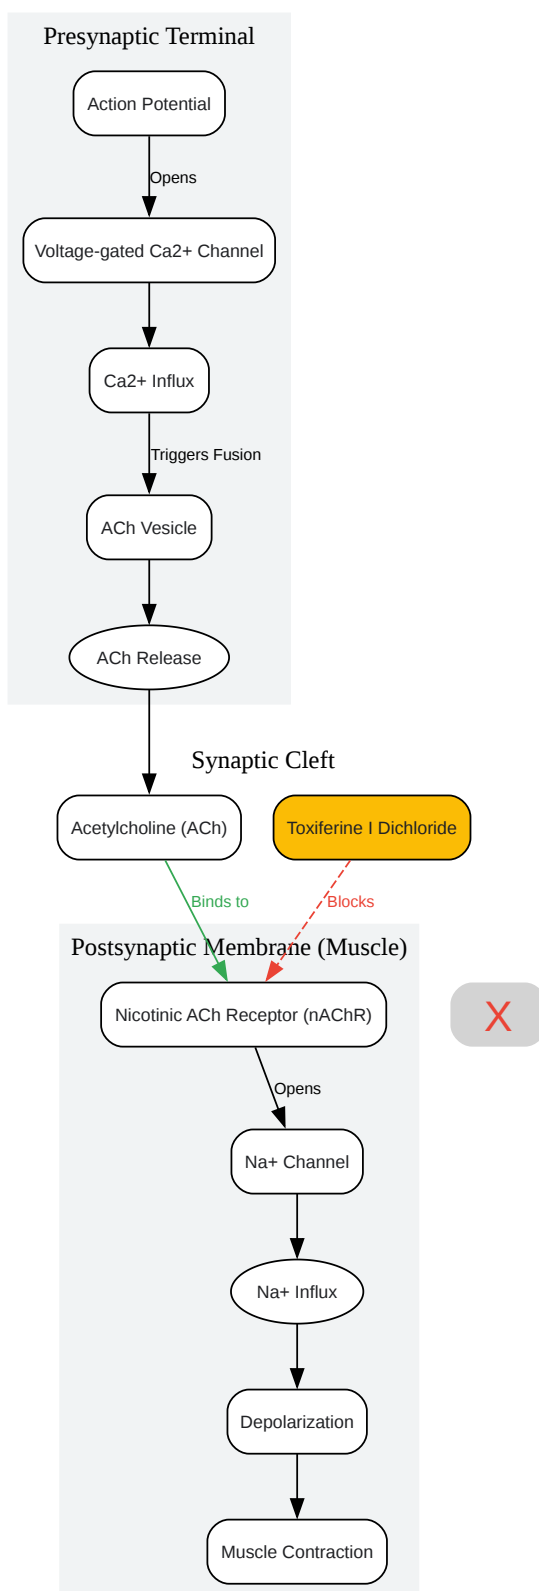 Presynaptic Terminal
Action Potential
Opens
Voltage-gated Ca2+ Channel
Ca2+ Influx
Triggers Fusion
ACh Vesicle
ACh Release
Synaptic Cleft
Acetylcholine (ACh)
Toxiferine I Dichloride
Binds to
Blocks
Postsynaptic Membrane (Muscle)
Nicotinic ACh Receptor (nAChR)
X
Opens
Na+ Channel
Na+ Influx
Depolarization
Muscle Contraction